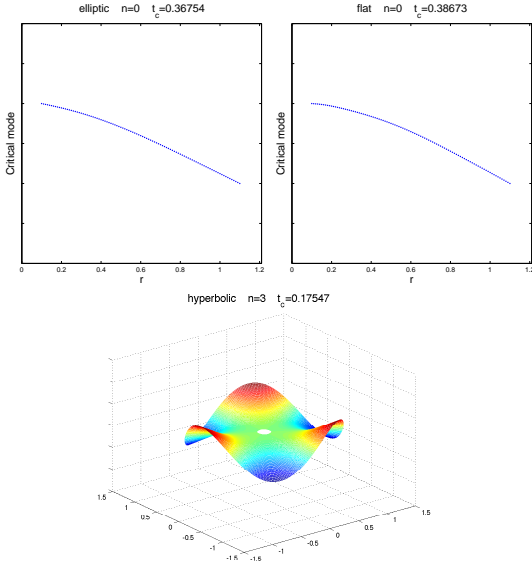 elliptic n=0 t_c=0.36754
flat n=0 t_c=0.38673
Critical mode
Critical mode
0 0.2 0.4 0.6 0.8 1 1.2
0 0.2 0.4 0.6 0.8 1 1.2
r
r
hyperbolic n=3 t_c=0.17547
1.5 1 0.5 0 -0.5 -1 -1.5
-1.5 -1 -0.5 0 0.5 1 1.5